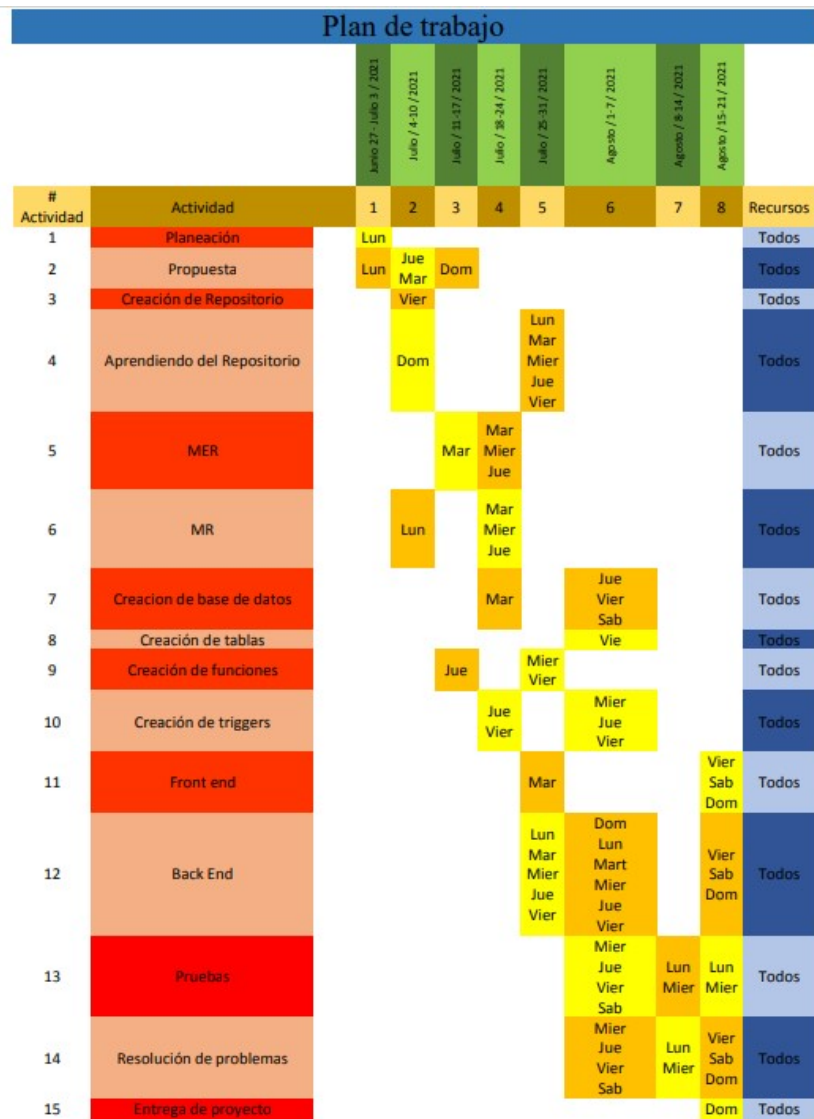 Plan de trabajo
Junio 27 - Julio 3 / 2021
Julio / 4-10 / 2021
Julio / 11-17 / 2021
Julio / 18-24 / 2021
Julio / 25-31 / 2021
Agosto / 1-7 / 2021
Agosto / 8-14 / 2021
Agosto / 15-21 / 2021
# Actividad Actividad 1 2 3 4 5 6 7 8 Recursos
1 Planeación Lun Todos
2 Propuesta Lun Jue Mar Dom Todos
3 Creación de Repositorio Vier Todos
4 Aprendiendo del Repositorio Dom Lun Mar Mier Jue Vier Todos
5 MER Mar Mar Mier Jue Todos
6 MR Lun Mar Mier Jue Todos
7 Creacion de base de datos Mar Jue Vier Sab Todos
8 Creación de tablas Vie Todos
9 Creación de funciones Jue Mier Vier Todos
10 Creación de triggers Jue Vier Mier Jue Vier Todos
11 Front end Mar Vier Sab Dom Todos
12 Back End Lun Mar Mier Jue Vier Dom Lun Mart Mier Jue Vier Vier Sab Dom Todos
13 Pruebas Mier Jue Vier Sab Lun Mier Lun Mier Todos
14 Resolución de problemas Mier Jue Vier Sab Lun Mier Vier Sab Dom Todos
15 Entrega de proyecto Dom Todos